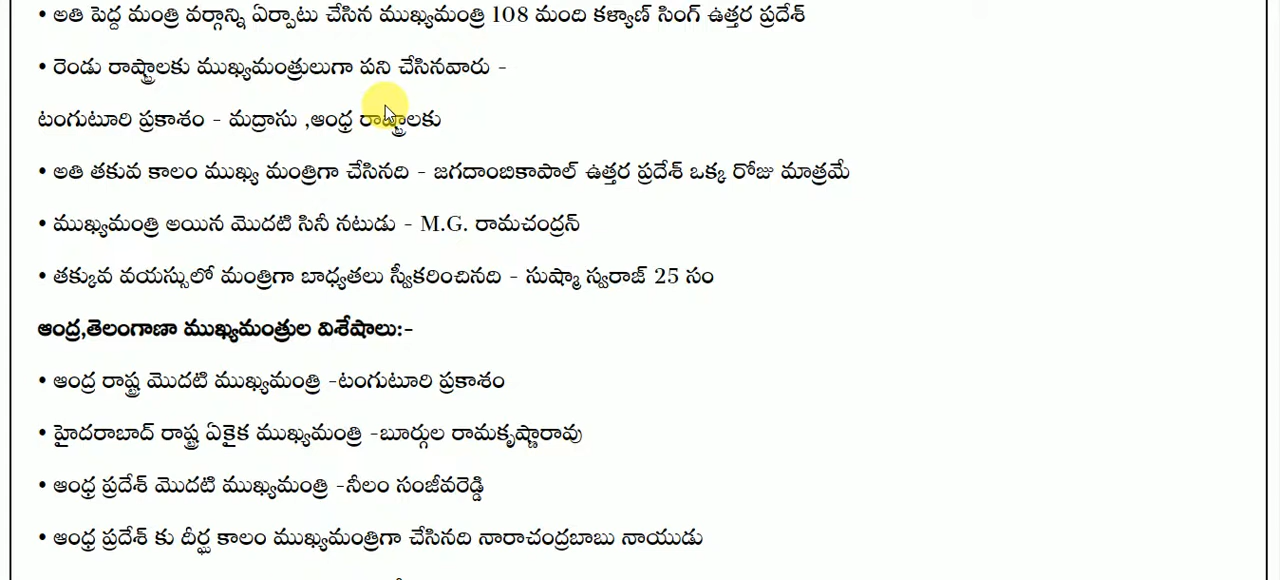 • అతి పెద్ద మంత్రి వర్గాన్ని ఏర్పాటు చేసిన ముఖ్యమంత్రి 108 మంది కళ్యాణ్ సింగ్ ఉత్తర ప్రదేశ్
• రెండు రాష్ట్రాలకు ముఖ్యమంత్రులుగా పని చేసినవారు -
టంగుటూరి ప్రకాశం - మద్రాసు ,ఆంధ్ర రాష్ట్రాలకు
• అతి తకువ కాలం ముఖ్య మంత్రిగా చేసినది - జగదాంబికాపాల్ ఉత్తర ప్రదేశ్ ఒక్క రోజు మాత్రమే
• ముఖ్యమంత్రి అయిన మొదటి సినీ నటుడు - M.G. రామచంద్రన్
• తక్కువ వయస్సులో మంత్రిగా బాధ్యతలు స్వీకరించినది - సుష్మా స్వరాజ్ 25 సం
ఆంద్ర,తెలంగాణా ముఖ్యమంత్రుల విశేషాలు:-
• ఆంద్ర రాష్ట్ర మొదటి ముఖ్యమంత్రి -టంగుటూరి ప్రకాశం
• హైదరాబాద్ రాష్ట్ర ఏకైక ముఖ్యమంత్రి -బూర్గుల రామకృష్ణారావు
• ఆంధ్ర ప్రదేశ్ మొదటి ముఖ్యమంత్రి -నీలం సంజీవరెడ్డి
• ఆంధ్ర ప్రదేశ్ కు దీర్ఘ కాలం ముఖ్యమంత్రిగా చేసినది నారాచంద్రబాబు నాయుడు